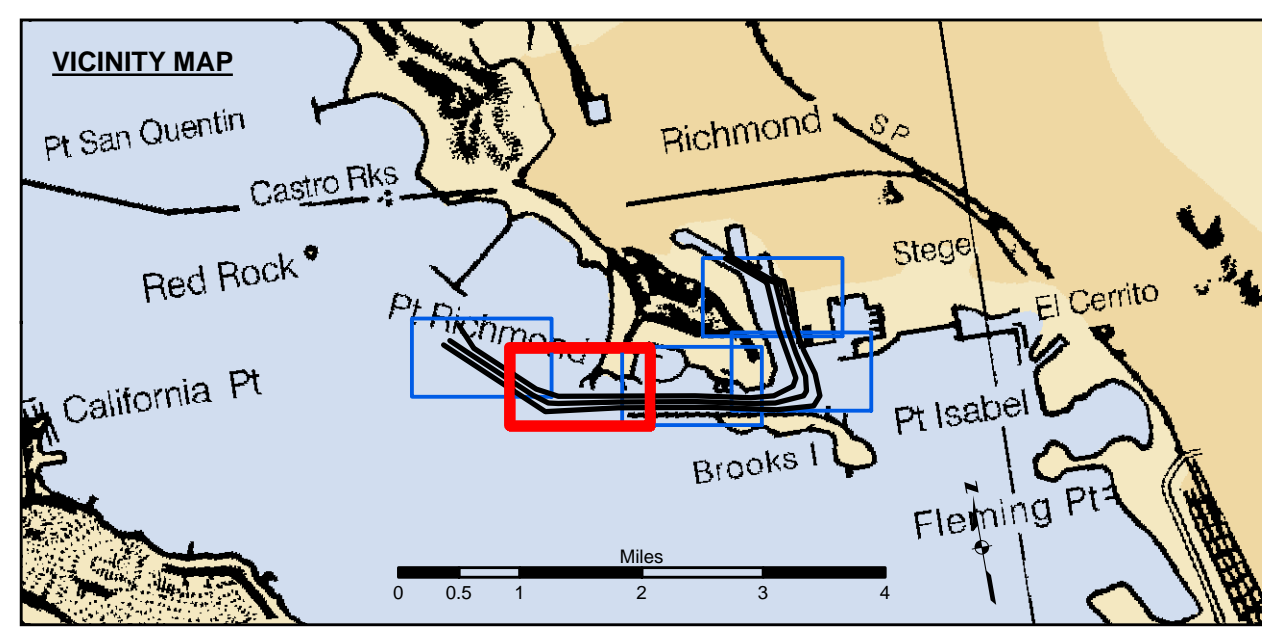 VICINITY MAP
Pt San Quentin
Richmond
S P
Castro Rks
Stege
Red Rock
El Cerrito
Pt Richmond
California Pt
Pt Isabel
Brooks I
Fleming Pt
N
Miles
0 0.5 1 2 3 4